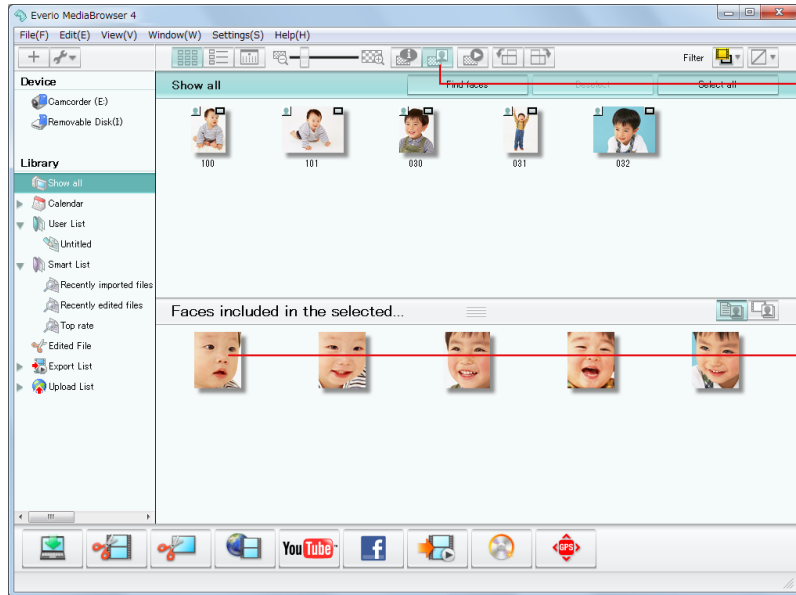 Everio MediaBrowser 4
File(F) Edit(E) View(V) Window(W) Settings(S) Help(H)
Filter
Device
Camcorder (E:)
Removable Disk(I:)
Library
Show all
Calendar
User List
Untitled
Smart List
Recently imported files
Recently edited files
Top rate
Edited File
Export List
Upload List
Show all Find faces Deselect Select all
100 101 030 031 032
Faces included in the selected...
YouTube f GPS